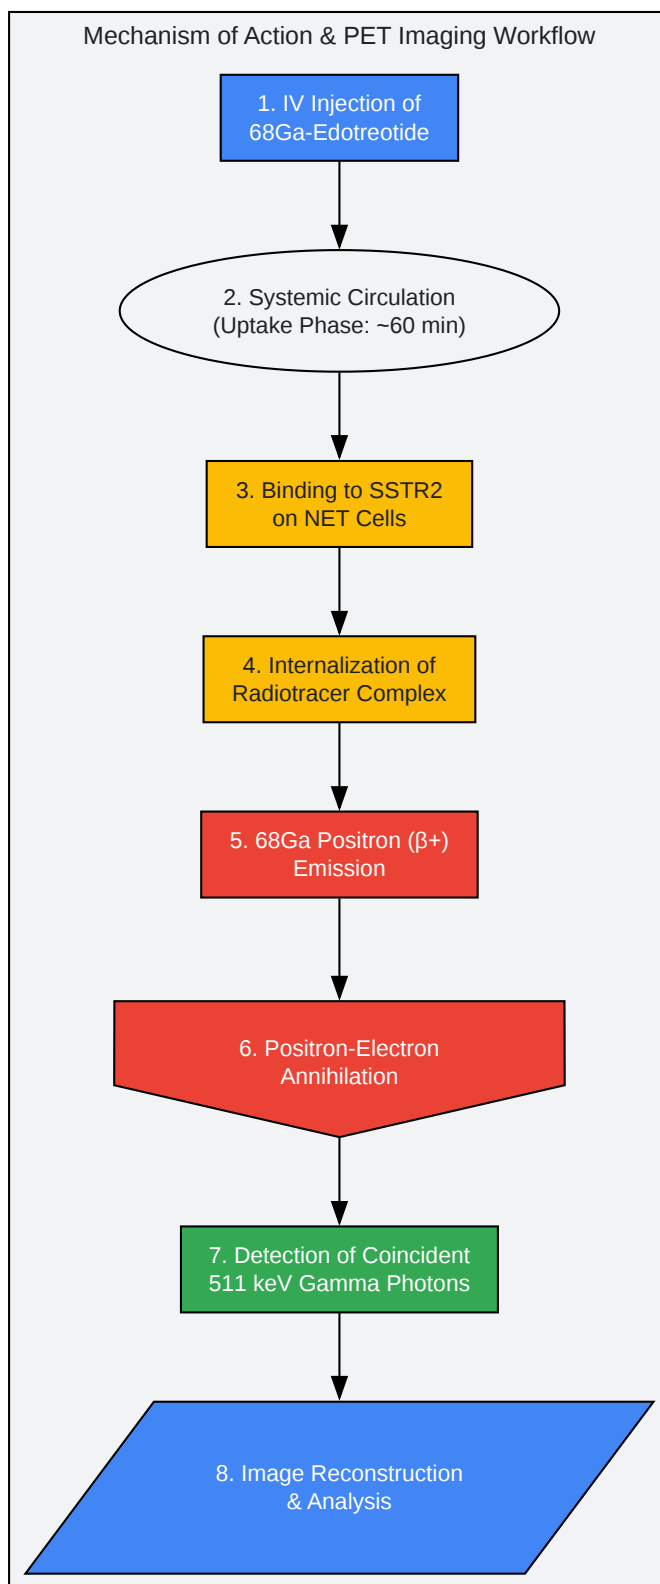 Mechanism of Action & PET Imaging Workflow
1. IV Injection of
68Ga-Edotreotide
2. Systemic Circulation
(Uptake Phase: ~60 min)
3. Binding to SSTR2
on NET Cells
4. Internalization of
Radiotracer Complex
5. 68Ga Positron (β+)
Emission
6. Positron-Electron
Annihilation
7. Detection of Coincident
511 keV Gamma Photons
8. Image Reconstruction
& Analysis